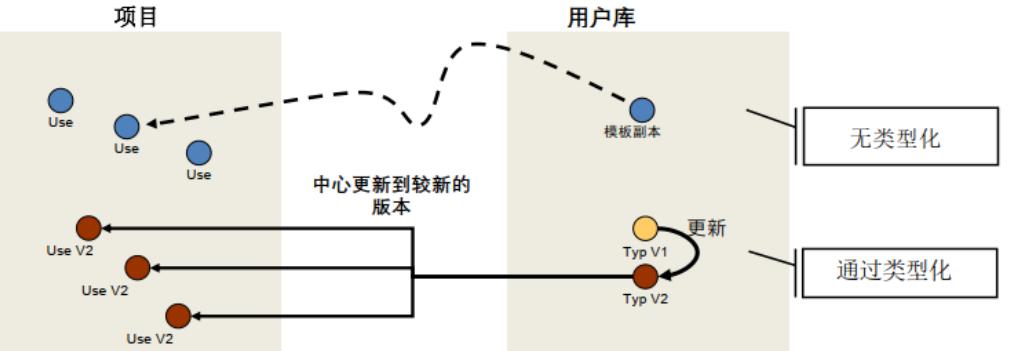 项目
用户库
Use
Use
Use
模板副本
无类型化
中心更新到较新的
版本
Use V2
Use V2
Use V2
Typ V1
更新
Typ V2
通过类型化